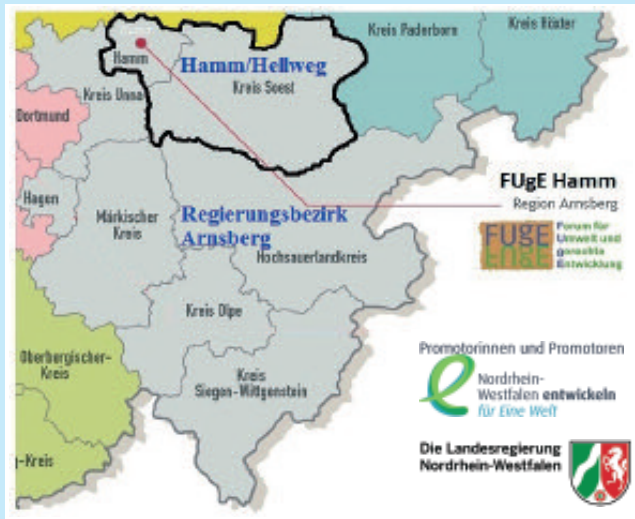 Kreis Paderborn
Kreis Höxter
Hamm
Hamm/Hellweg
Kreis Unna
Kreis Soest
Dortmund
FUgE Hamm
Region Arnsberg
Hagen
Märkischer
Kreis
Regierungsbezirk
Arnsberg
FUgE
Forum für
Umwelt und
gerechte
Entwicklung
Hochsauerlandkreis
Kreis Olpe
Oberbergischer-
Kreis
Kreis
Siegen-Wittgenstein
Promotorinnen und Promotoren
Nordrhein-
Westfalen entwickeln
für Eine Welt
Die Landesregierung
Nordrhein-Westfalen
g-Kreis